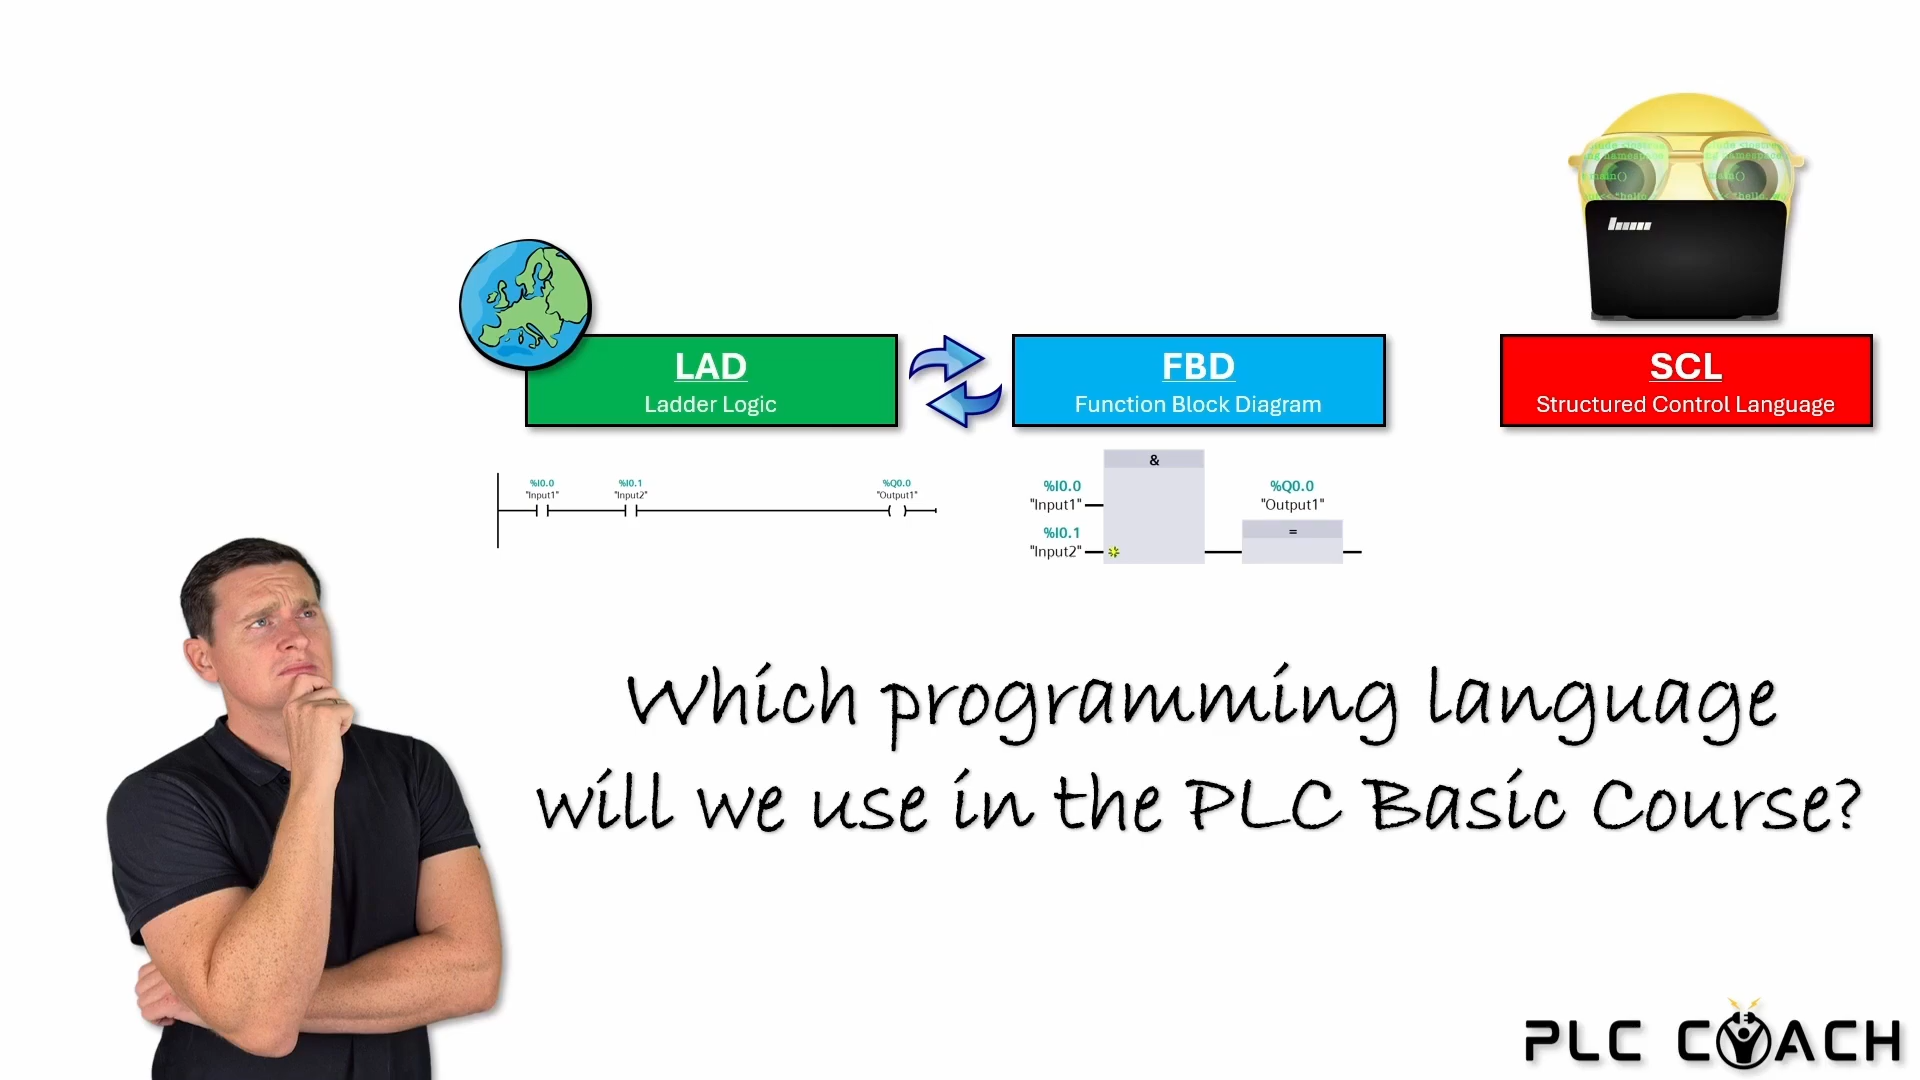 LAD
Ladder Logic
FBD
Function Block Diagram
SCL
Structured Control Language
%I0.0
"Input1"
%I0.1
"Input2"
%Q0.0
"Output1"
&
%I0.0
"Input1"
%I0.1
"Input2"
%Q0.0
"Output1"
=
Which programming language
will we use in the PLC Basic Course?
PLC COACH